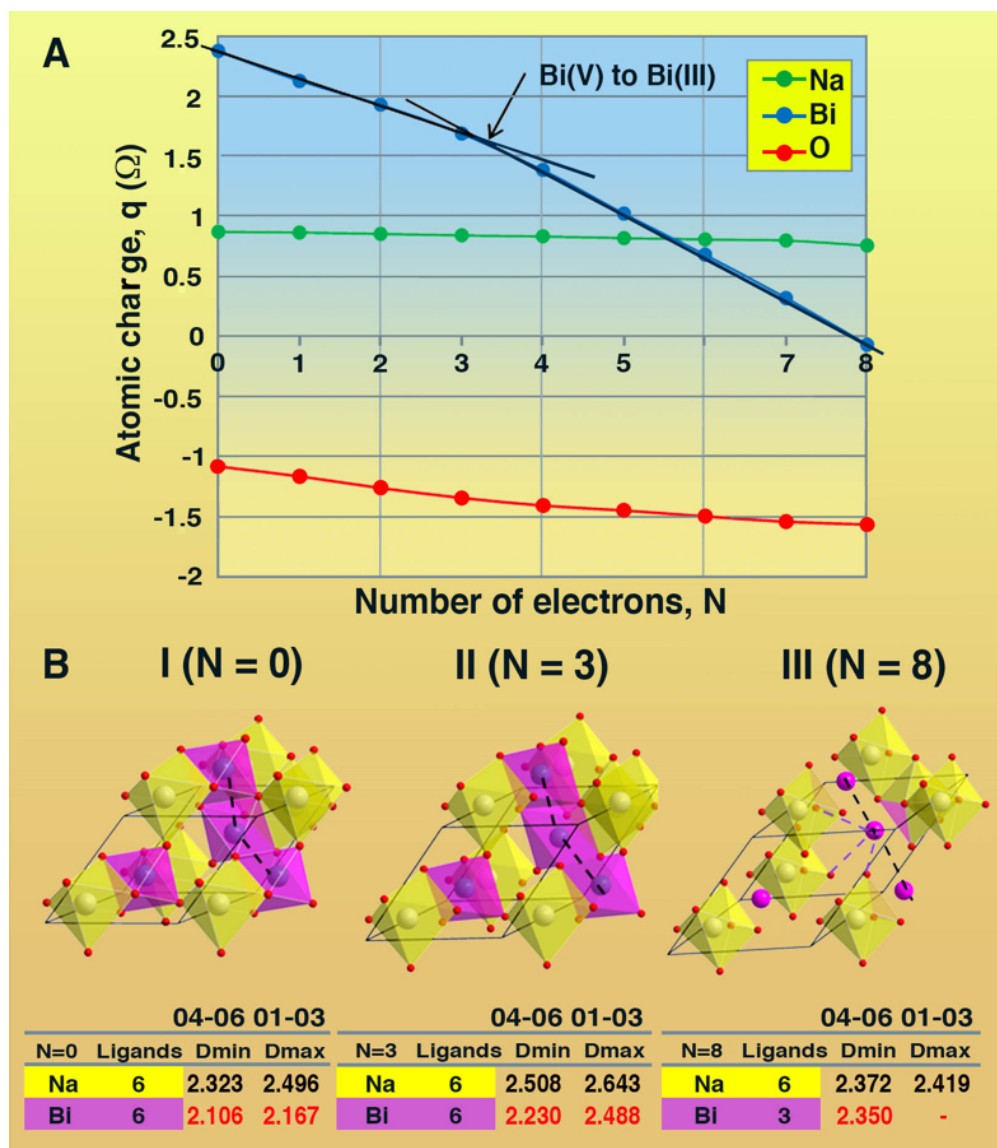 A
2.5
2
1.5
1
0.5
0
-0.5
-1
-1.5
-2
Atomic charge, q (Ω)
Bi(V) to Bi(III)
Na
Bi
O
0 1 2 3 4 5 6 7 8
Number of electrons, N
B I (N = 0) II (N = 3) III (N = 8)
04-06 01-03 04-06 01-03 04-06 01-03
N=0 Ligands Dmin Dmax N=3 Ligands Dmin Dmax N=8 Ligands Dmin Dmax
Na 6 2.323 2.496 Na 6 2.508 2.643 Na 6 2.372 2.419
Bi 6 2.106 2.167 Bi 6 2.230 2.488 Bi 3 2.350 -